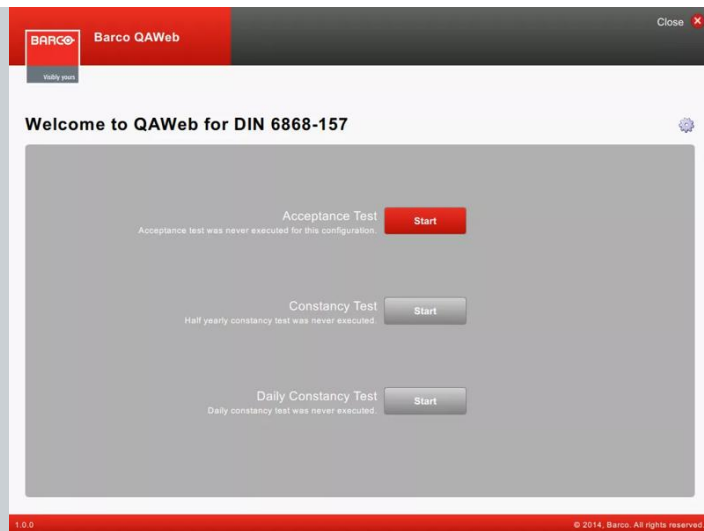 Close
BARCO
Barco QAWeb
Visibly yours
Welcome to QAWeb for DIN 6868-157
Acceptance Test
Acceptance test was never executed for this configuration.
Start
Constancy Test
Half yearly constancy test was never executed.
Start
Daily Constancy Test
Daily constancy test was never executed.
Start
1.0.0
© 2014, Barco. All rights reserved.